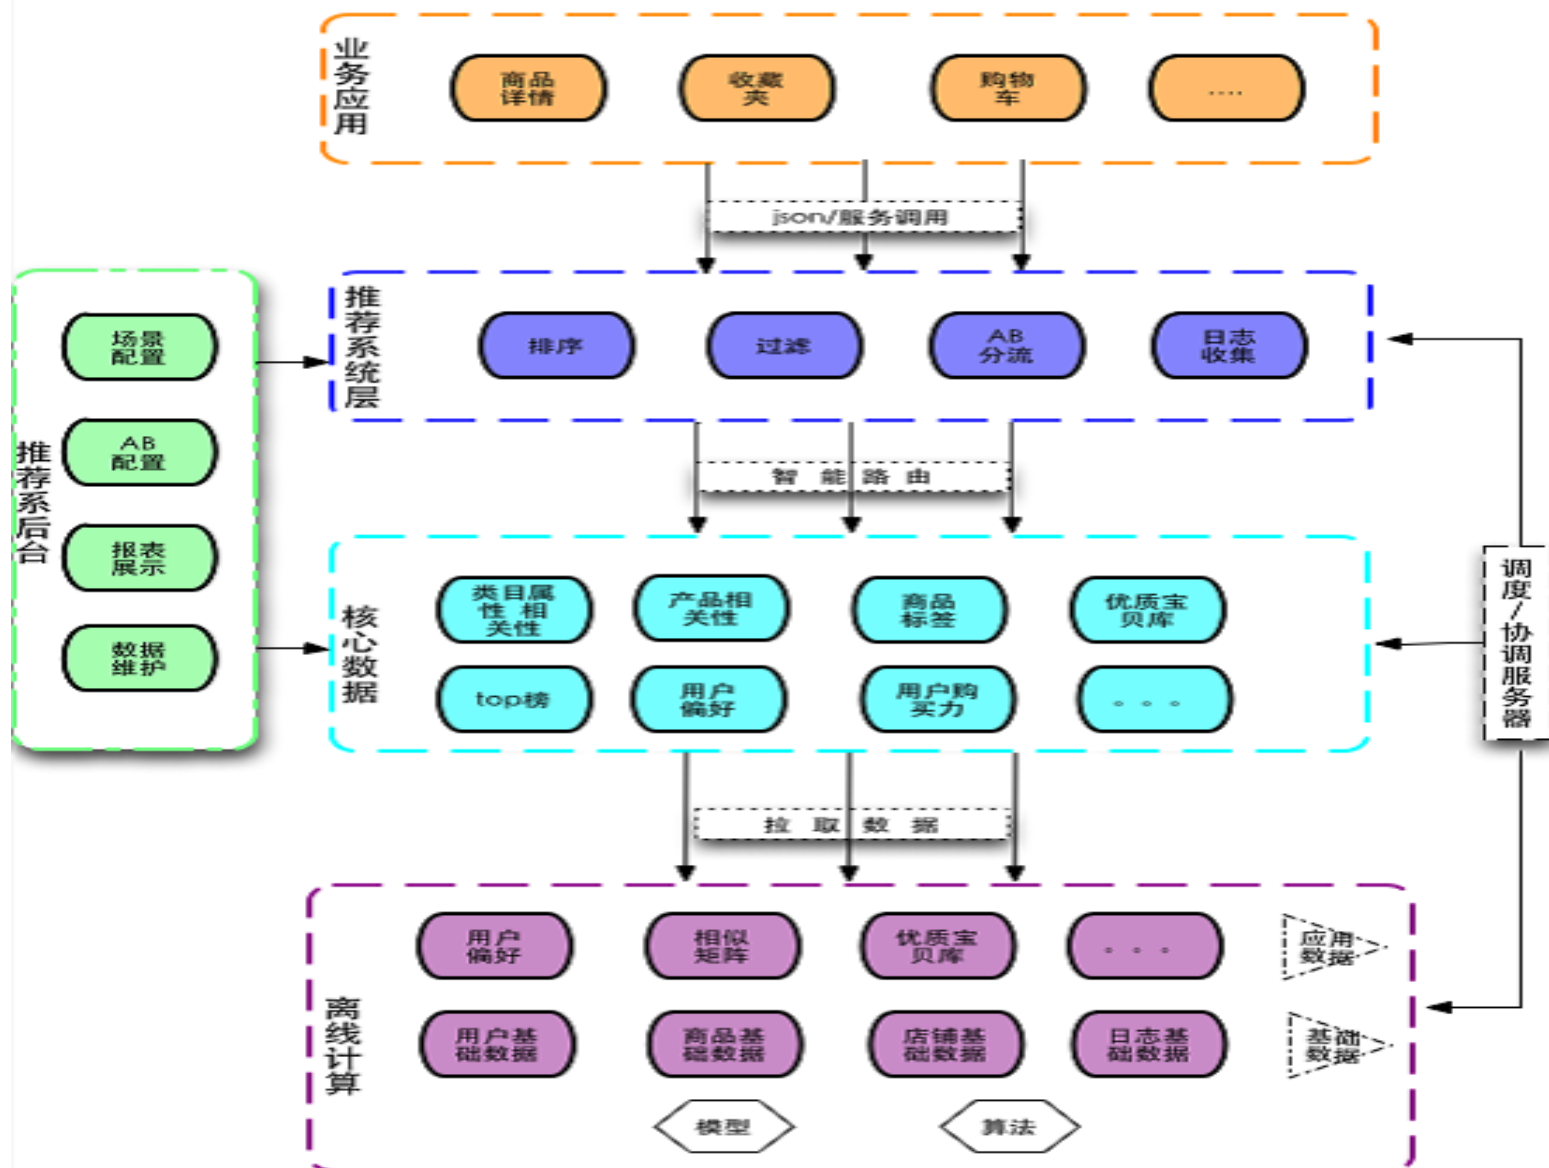 业务应用
商品
详情
收藏
夹
购物
车
....
json/服务调用
推荐系统层
排序
过滤
AB
分流
日志
收集
推荐系后台
场景
配置
AB
配置
报表
展示
数据
维护
智能路由
核心数据
类目属
性 相
关性
产品相
关性
商品
标签
优质宝
贝库
top榜
用户
偏好
用户购
买力
。。。
调度/协调服务器
拉取数据
离线计算
用户
偏好
相似
矩阵
优质宝
贝库
。。。
应用
数据
用户基
础数据
商品基
础数据
店铺基
础数据
日志基
础数据
基础
数据
模型
算法